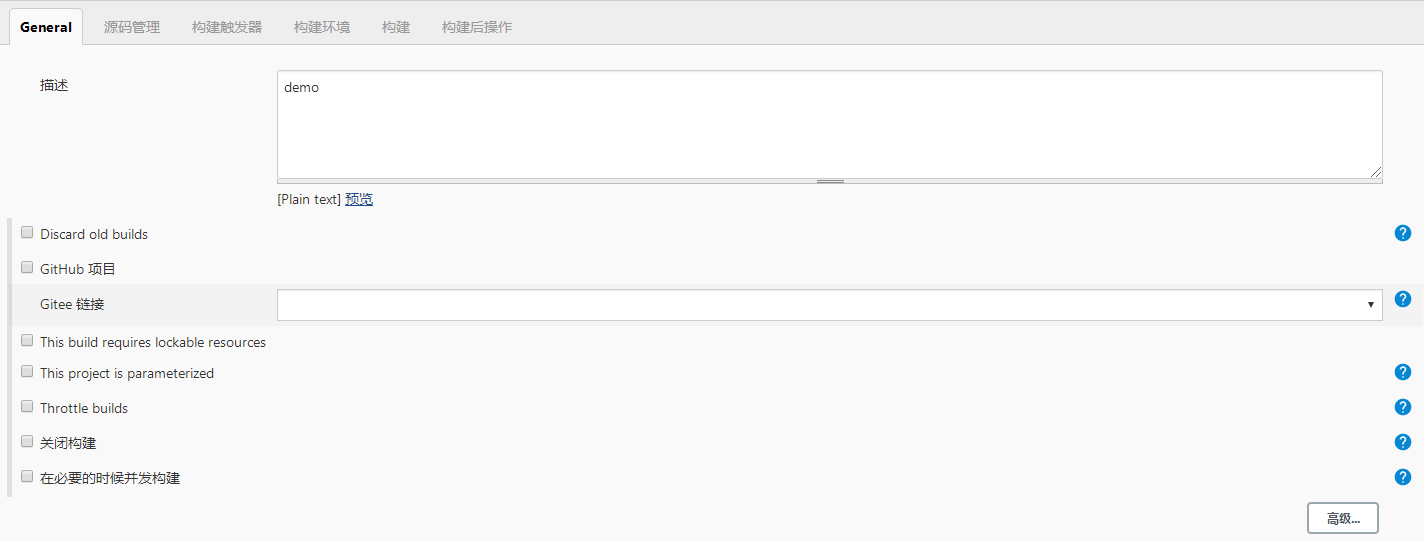 General 源码管理 构建触发器 构建环境 构建 构建后操作
描述
demo
[Plain text] 预览
Discard old builds
GitHub 项目
Gitee 链接
This build requires lockable resources
This project is parameterized
Throttle builds
关闭构建
在必要的时候并发构建
高级...